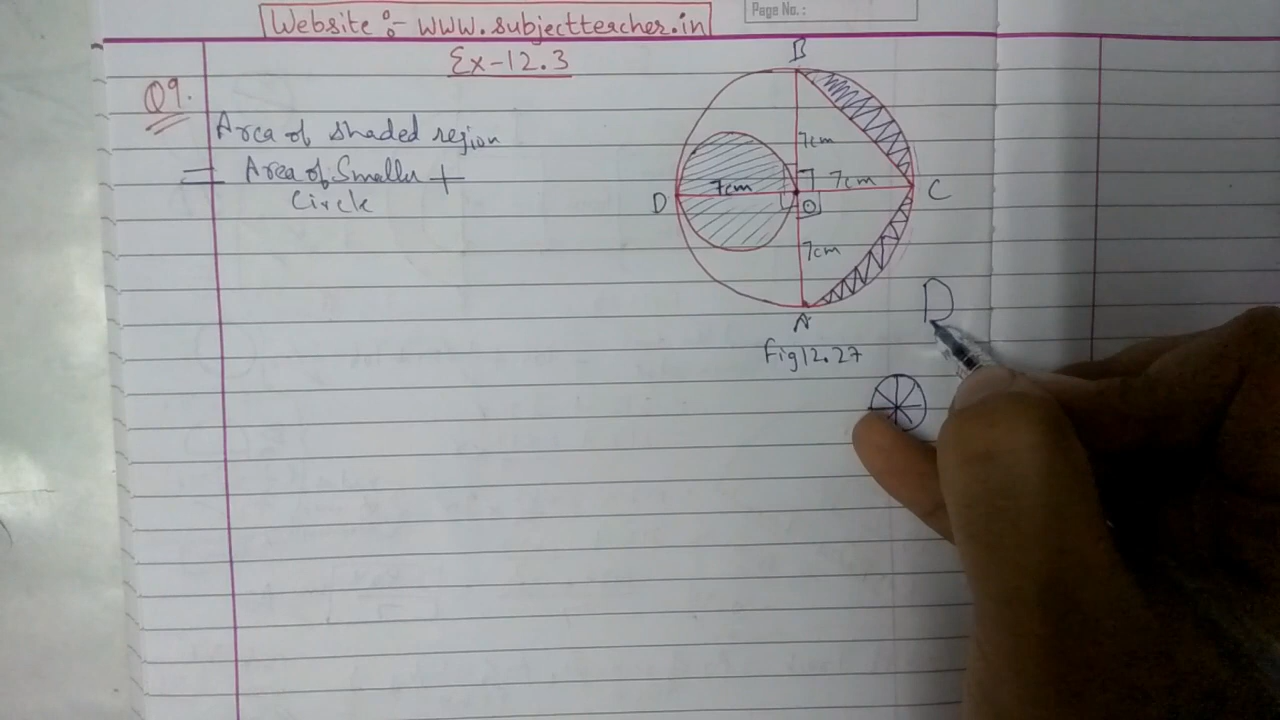 Page No. :
Website :- www.subjectteacher.in
Ex-12.3
Q9.
Area of shaded region
= Area of Smaller +
Circle
B
7cm
7cm
7cm
D
O
C
7cm
A
Fig 12.27
D